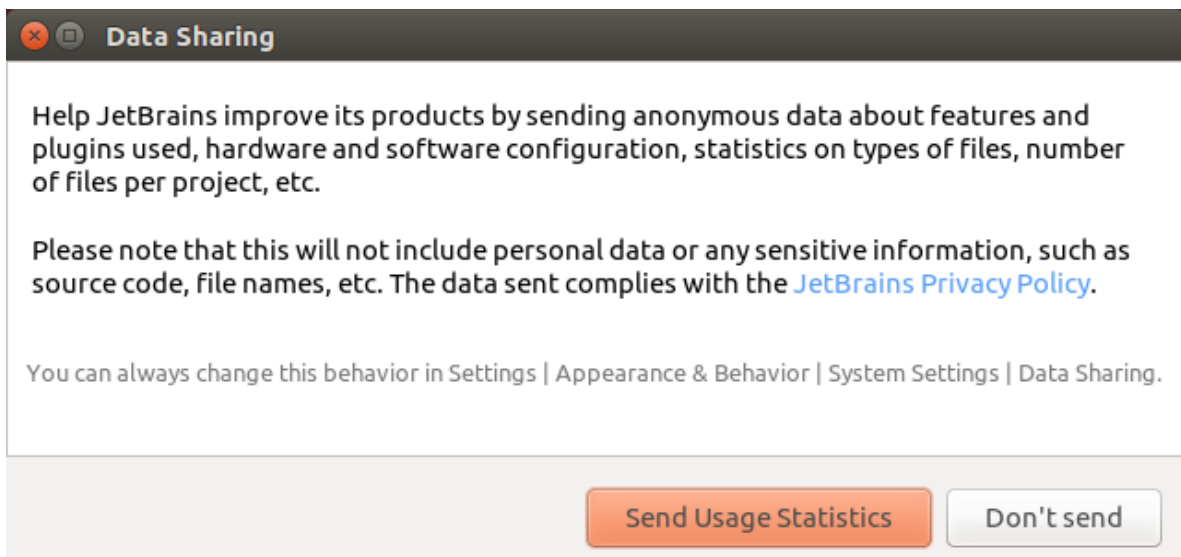 Data Sharing
Help JetBrains improve its products by sending anonymous data about features and
plugins used, hardware and software configuration, statistics on types of files, number
of files per project, etc.
Please note that this will not include personal data or any sensitive information, such as
source code, file names, etc. The data sent complies with the JetBrains Privacy Policy.
You can always change this behavior in Settings | Appearance & Behavior | System Settings | Data Sharing.
Send Usage Statistics
Don't send